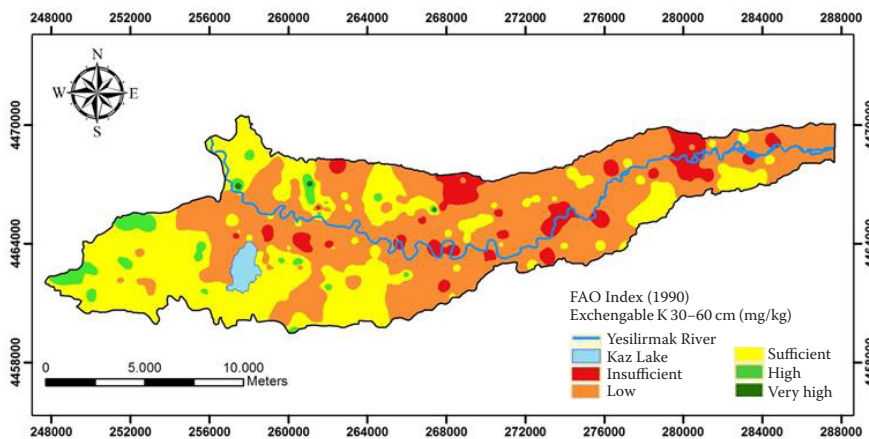 248000 252000 256000 260000 264000 268000 272000 276000 280000 284000 288000
N
W E
S
4470000 4470000
4464000 4464000
4458000 4458000
FAO Index (1990)
Exchengable K 30–60 cm (mg/kg)
Yesilirmak River
Kaz Lake
Insufficient
Low
Sufficient
High
Very high
0 5.000 10.000
Meters
248000 252000 256000 260000 264000 268000 272000 276000 280000 284000 288000